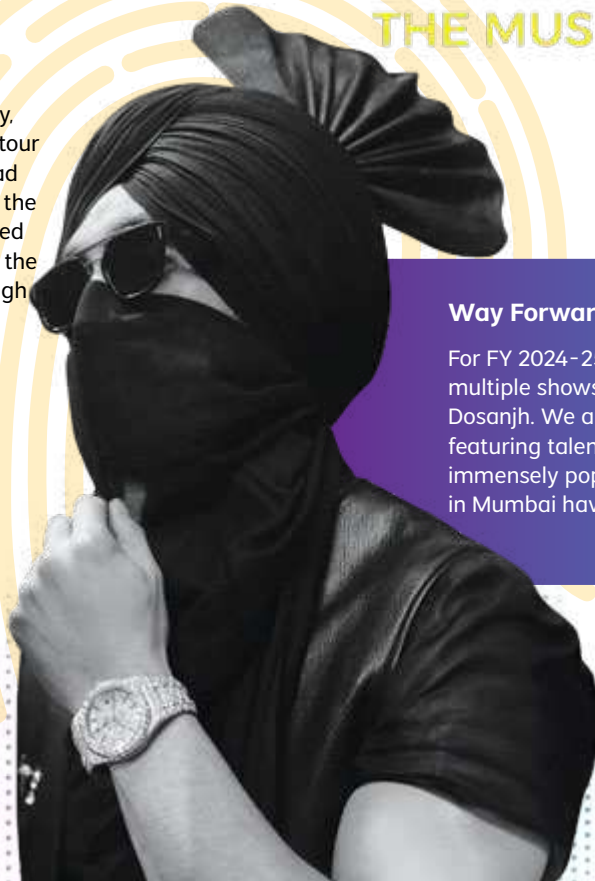 THE MUS
y,
tour
ad
the
ed
the
gh
Way Forwar
For FY 2024-2
multiple shows
Dosanjh. We a
featuring talen
immensely pop
in Mumbai hav